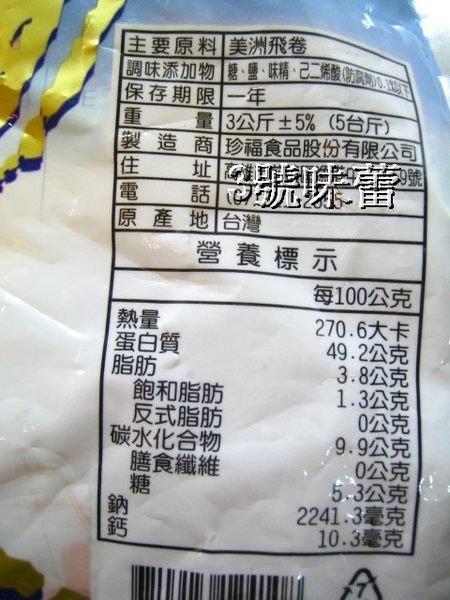 主要原料 美洲飛卷
調味添加物 糖、鹽、味精、己二烯酸(防腐劑)0.1%以下
保存期限 一年
重量 3公斤±5% (5台斤)
製造商 珍福食品股份有限公司
住址 號
3號味蕾
電話
原產地 台灣
營養標示
每100公克
熱量 270.6大卡
蛋白質 49.2公克
脂肪 3.8公克
飽和脂肪 1.3公克
反式脂肪 0公克
碳水化合物 9.9公克
膳食纖維 0公克
糖 5.3公克
鈉 2241.3毫克
鈣 10.3毫克
7